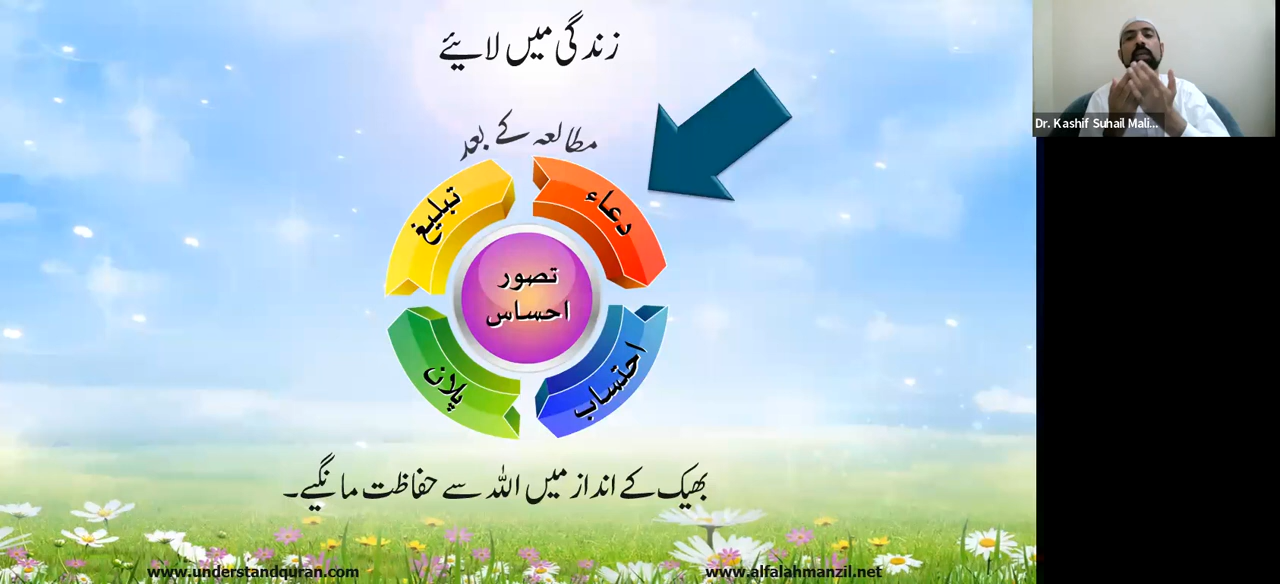 زندگی میں لائیے
Dr. Kashif Suhail Mali...
مطالعہ کے بعد
دعاء
تبلیغ
تصور
احساس
احتساب
پلان
بھیک کے انداز میں اللہ سے حفاظت مانگیے۔
www.understandquran.com
www.alfalahmanzil.net